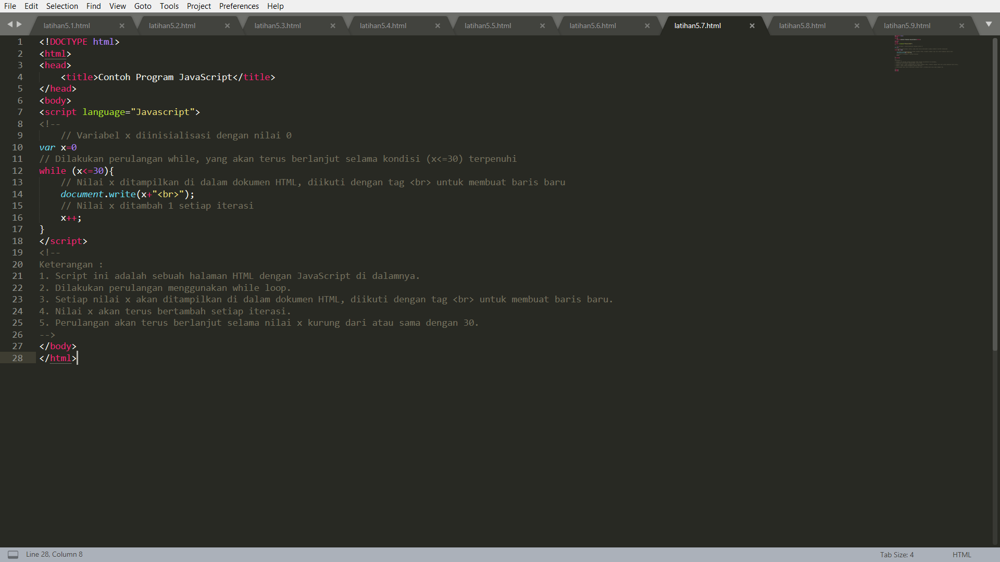 File Edit Selection Find View Goto Tools Project Preferences Help
latihan5.1.html × latihan5.2.html × latihan5.3.html × latihan5.4.html × latihan5.5.html × latihan5.6.html × latihan5.7.html × latihan5.8.html × latihan5.9.html ×
1 <!DOCTYPE html>
2 <html>
3 <head>
4     <title>Contoh Program JavaScript</title>
5 </head>
6 <body>
7 <script language="Javascript">
8 <!--
9     // Variabel x diinisialisasi dengan nilai 0
10 var x=0
11 // Dilakukan perulangan while, yang akan terus berlanjut selama kondisi (x<=30) terpenuhi
12 while (x<=30){
13     // Nilai x ditampilkan di dalam dokumen HTML, diikuti dengan tag <br> untuk membuat baris baru
14     document.write(x+"<br>");
15     // Nilai x ditambah 1 setiap iterasi
16     x++;
17 }
18 </script>
19 <!--
20 Keterangan :
21 1. Script ini adalah sebuah halaman HTML dengan JavaScript di dalamnya.
22 2. Dilakukan perulangan menggunakan while loop.
23 3. Setiap nilai x akan ditampilkan di dalam dokumen HTML, diikuti dengan tag <br> untuk membuat baris baru.
24 4. Nilai x akan terus bertambah setiap iterasi.
25 5. Perulangan akan terus berlanjut selama nilai x kurung dari atau sama dengan 30.
26 -->
27 </body>
28 </html>
Line 28, Column 8 Tab Size: 4 HTML